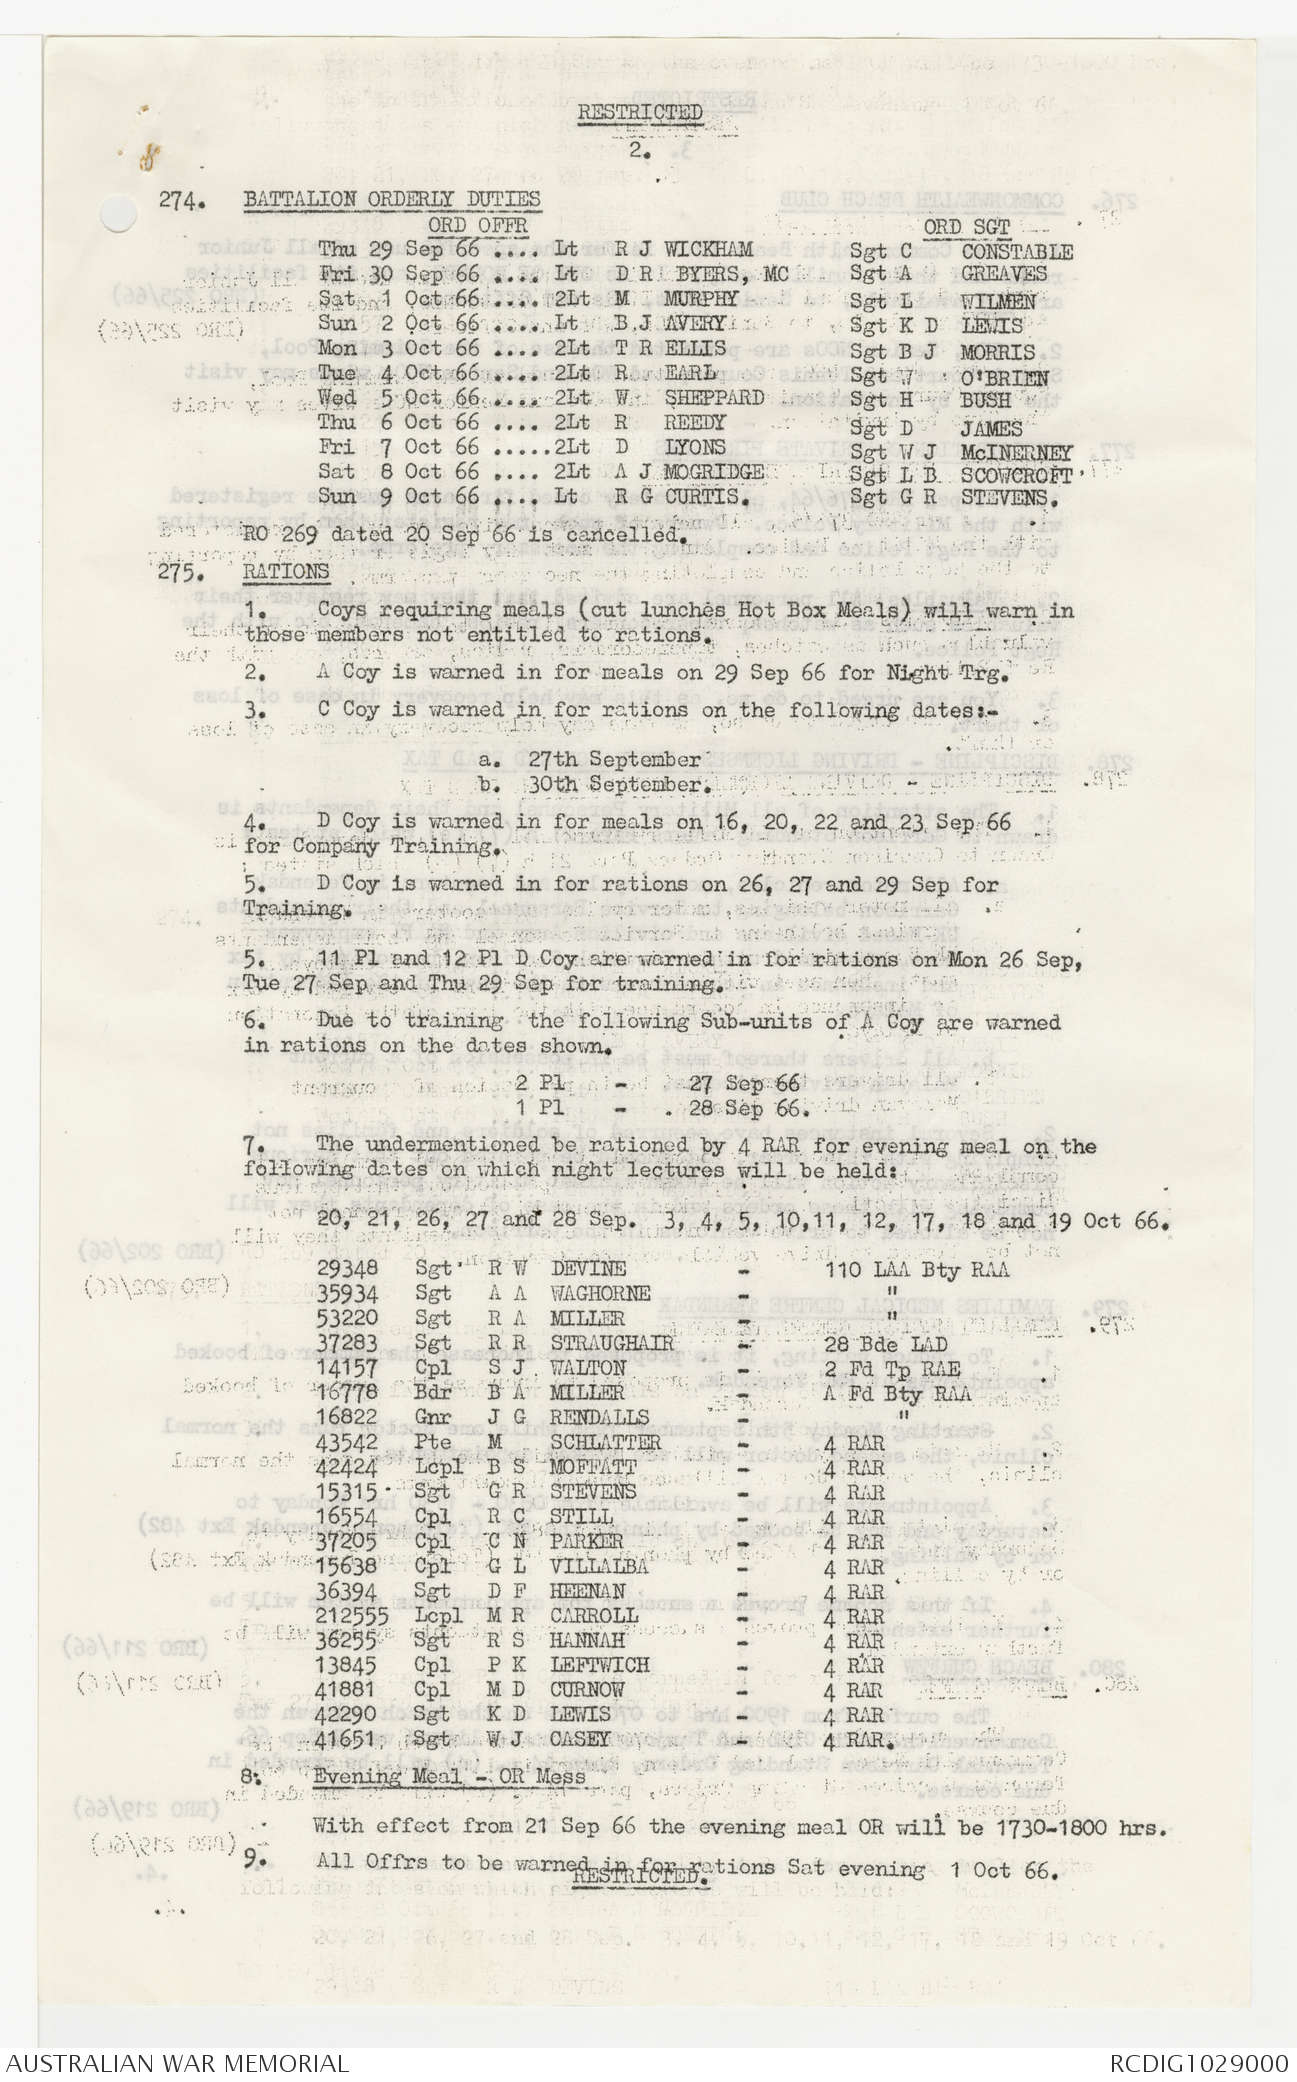 RESTRICTED
2.
274. BATTALION ORDERLY DUTIES
ORD OFFR ORD SGT
Thu 29 Sep 66 .... Lt R J WICKHAM Sgt C CONSTABLE
Fri 30 Sep 66 .... Lt D R BYERS, MC Sgt A GREAVES
Sat 1 Oct 66 .... 2Lt M MURPHY Sgt L WILMEN
Sun 2 Oct 66 .... Lt B J AVERY Sgt K D LEWIS
Mon 3 Oct 66 .... 2Lt T R ELLIS Sgt B J MORRIS
Tue 4 Oct 66 .... 2Lt R EARL Sgt W O'BRIEN
Wed 5 Oct 66 .... 2Lt W SHEPPARD Sgt H BUSH
Thu 6 Oct 66 .... 2Lt R REEDY Sgt D JAMES
Fri 7 Oct 66 .....2Lt D LYONS Sgt W J McINERNEY
Sat 8 Oct 66 .... 2Lt A J MOGRIDGE Sgt L B SCOWCROFT
Sun 9 Oct 66 .... Lt R G CURTIS. Sgt G R STEVENS.
RO 269 dated 20 Sep 66 is cancelled.
275. RATIONS
1. Coys requiring meals (cut lunches Hot Box Meals) will warn in
those members not entitled to rations.
2. A Coy is warned in for meals on 29 Sep 66 for Night Trg.
3. C Coy is warned in for rations on the following dates:-
a. 27th September
b. 30th September.
4. D Coy is warned in for meals on 16, 20, 22 and 23 Sep 66
for Company Training.
5. D Coy is warned in for rations on 26, 27 and 29 Sep for
Training.
5. 11 Pl and 12 Pl D Coy are warned in for rations on Mon 26 Sep,
Tue 27 Sep and Thu 29 Sep for training.
6. Due to training the following Sub-units of A Coy are warned
in rations on the dates shown.
2 Pl - 27 Sep 66
1 Pl - 28 Sep 66.
7. The undermentioned be rationed by 4 RAR for evening meal on the
following dates on which night lectures will be held:
20, 21, 26, 27 and 28 Sep. 3, 4, 5, 10,11, 12, 17, 18 and 19 Oct 66.
29348 Sgt R W DEVINE - 110 LAA Bty RAA
35934 Sgt A A WAGHORNE - "
53220 Sgt R A MILLER - "
37283 Sgt R R STRAUGHAIR - 28 Bde LAD
14157 Cpl S J WALTON - 2 Fd Tp RAE
16778 Bdr B A MILLER - A Fd Bty RAA
16822 Gnr J G RENDALLS - "
43542 Pte M SCHLATTER - 4 RAR
42424 Lcpl B S MOFFATT - 4 RAR
15315 Sgt G R STEVENS - 4 RAR
16554 Cpl R C STILL - 4 RAR
37205 Cpl C N PARKER - 4 RAR
15638 Cpl G L VILLALBA - 4 RAR
36394 Sgt D F HEENAN - 4 RAR
212555 Lcpl M R CARROLL - 4 RAR
36255 Sgt R S HANNAH - 4 RAR
13845 Cpl P K LEFTWICH - 4 RAR
41881 Cpl M D CURNOW - 4 RAR
42290 Sgt K D LEWIS - 4 RAR
41651 Sgt W J CASEY - 4 RAR.
8. Evening Meal - OR Mess
With effect from 21 Sep 66 the evening meal OR will be 1730-1800 hrs.
9. All Offrs to be warned in for rations Sat evening 1 Oct 66.
RESTRICTED.
AUSTRALIAN WAR MEMORIAL RCDIG1029000